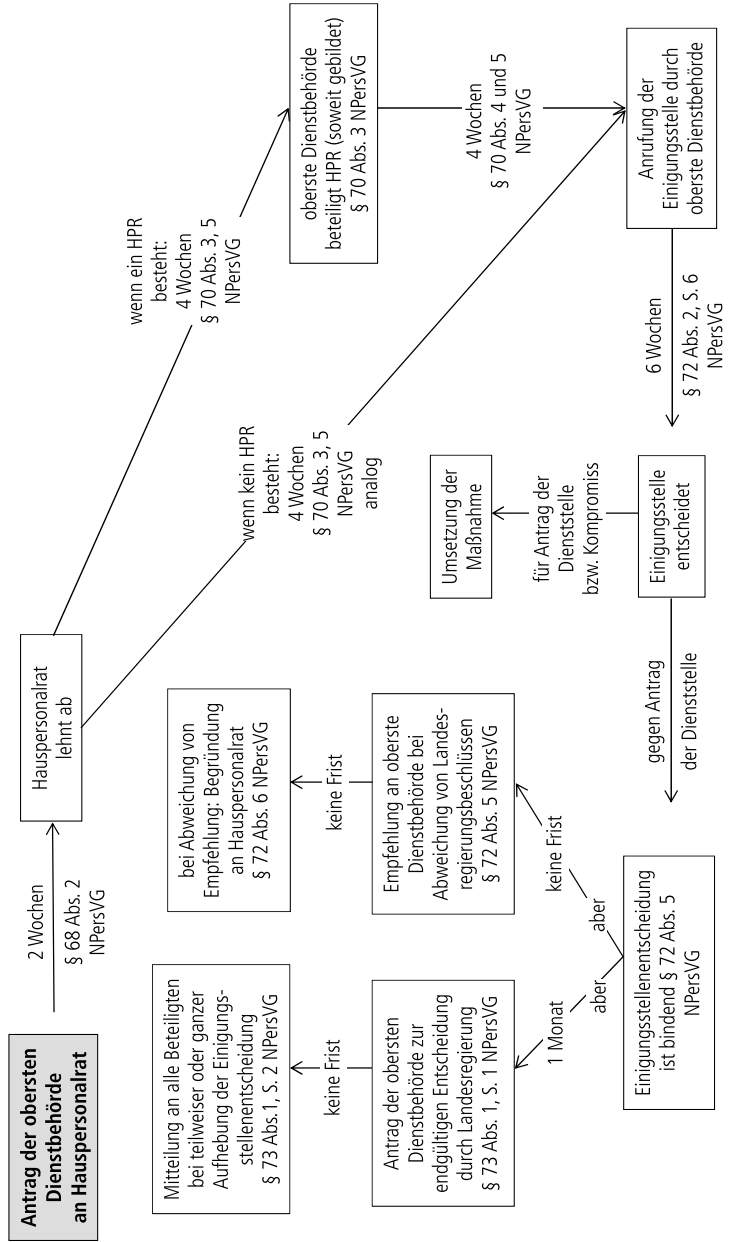 Antrag der obersten
Dienstbehörde
an Hauspersonalrat
2 Wochen
§ 68 Abs. 2
NPersVG
Hauspersonalrat
lehnt ab
wenn ein HPR
besteht:
4 Wochen
§ 70 Abs. 3, 5
NPersVG
oberste Dienstbehörde
beteiligt HPR (soweit gebildet)
§ 70 Abs. 3 NPersVG
wenn kein HPR
besteht:
4 Wochen
§ 70 Abs. 3, 5
NPersVG
analog
4 Wochen
§ 70 Abs. 4 und 5
NPersVG
Anrufung der
Einigungsstelle durch
oberste Dienstbehörde
6 Wochen
§ 72 Abs. 2, S. 6
NPersVG
Einigungsstelle
entscheidet
für Antrag der
Dienststelle
bzw. Kompromiss
Umsetzung der
Maßnahme
gegen Antrag
der Dienststelle
Einigungsstellenentscheidung
ist bindend § 72 Abs. 5
NPersVG
aber
keine Frist
Empfehlung an oberste
Dienstbehörde bei
Abweichung von Landes-
regierungsbeschlüssen
§ 72 Abs. 5 NPersVG
keine Frist
bei Abweichung von
Empfehlung: Begründung
an Hauspersonalrat
§ 72 Abs. 6 NPersVG
aber
1 Monat
Antrag der obersten
Dienstbehörde zur
endgültigen Entscheidung
durch Landesregierung
§ 73 Abs. 1, S. 1 NPersVG
keine Frist
Mitteilung an alle Beteiligten
bei teilweiser oder ganzer
Aufhebung der Einigungs-
stellenentscheidung
§ 73 Abs.1, S. 2 NPersVG